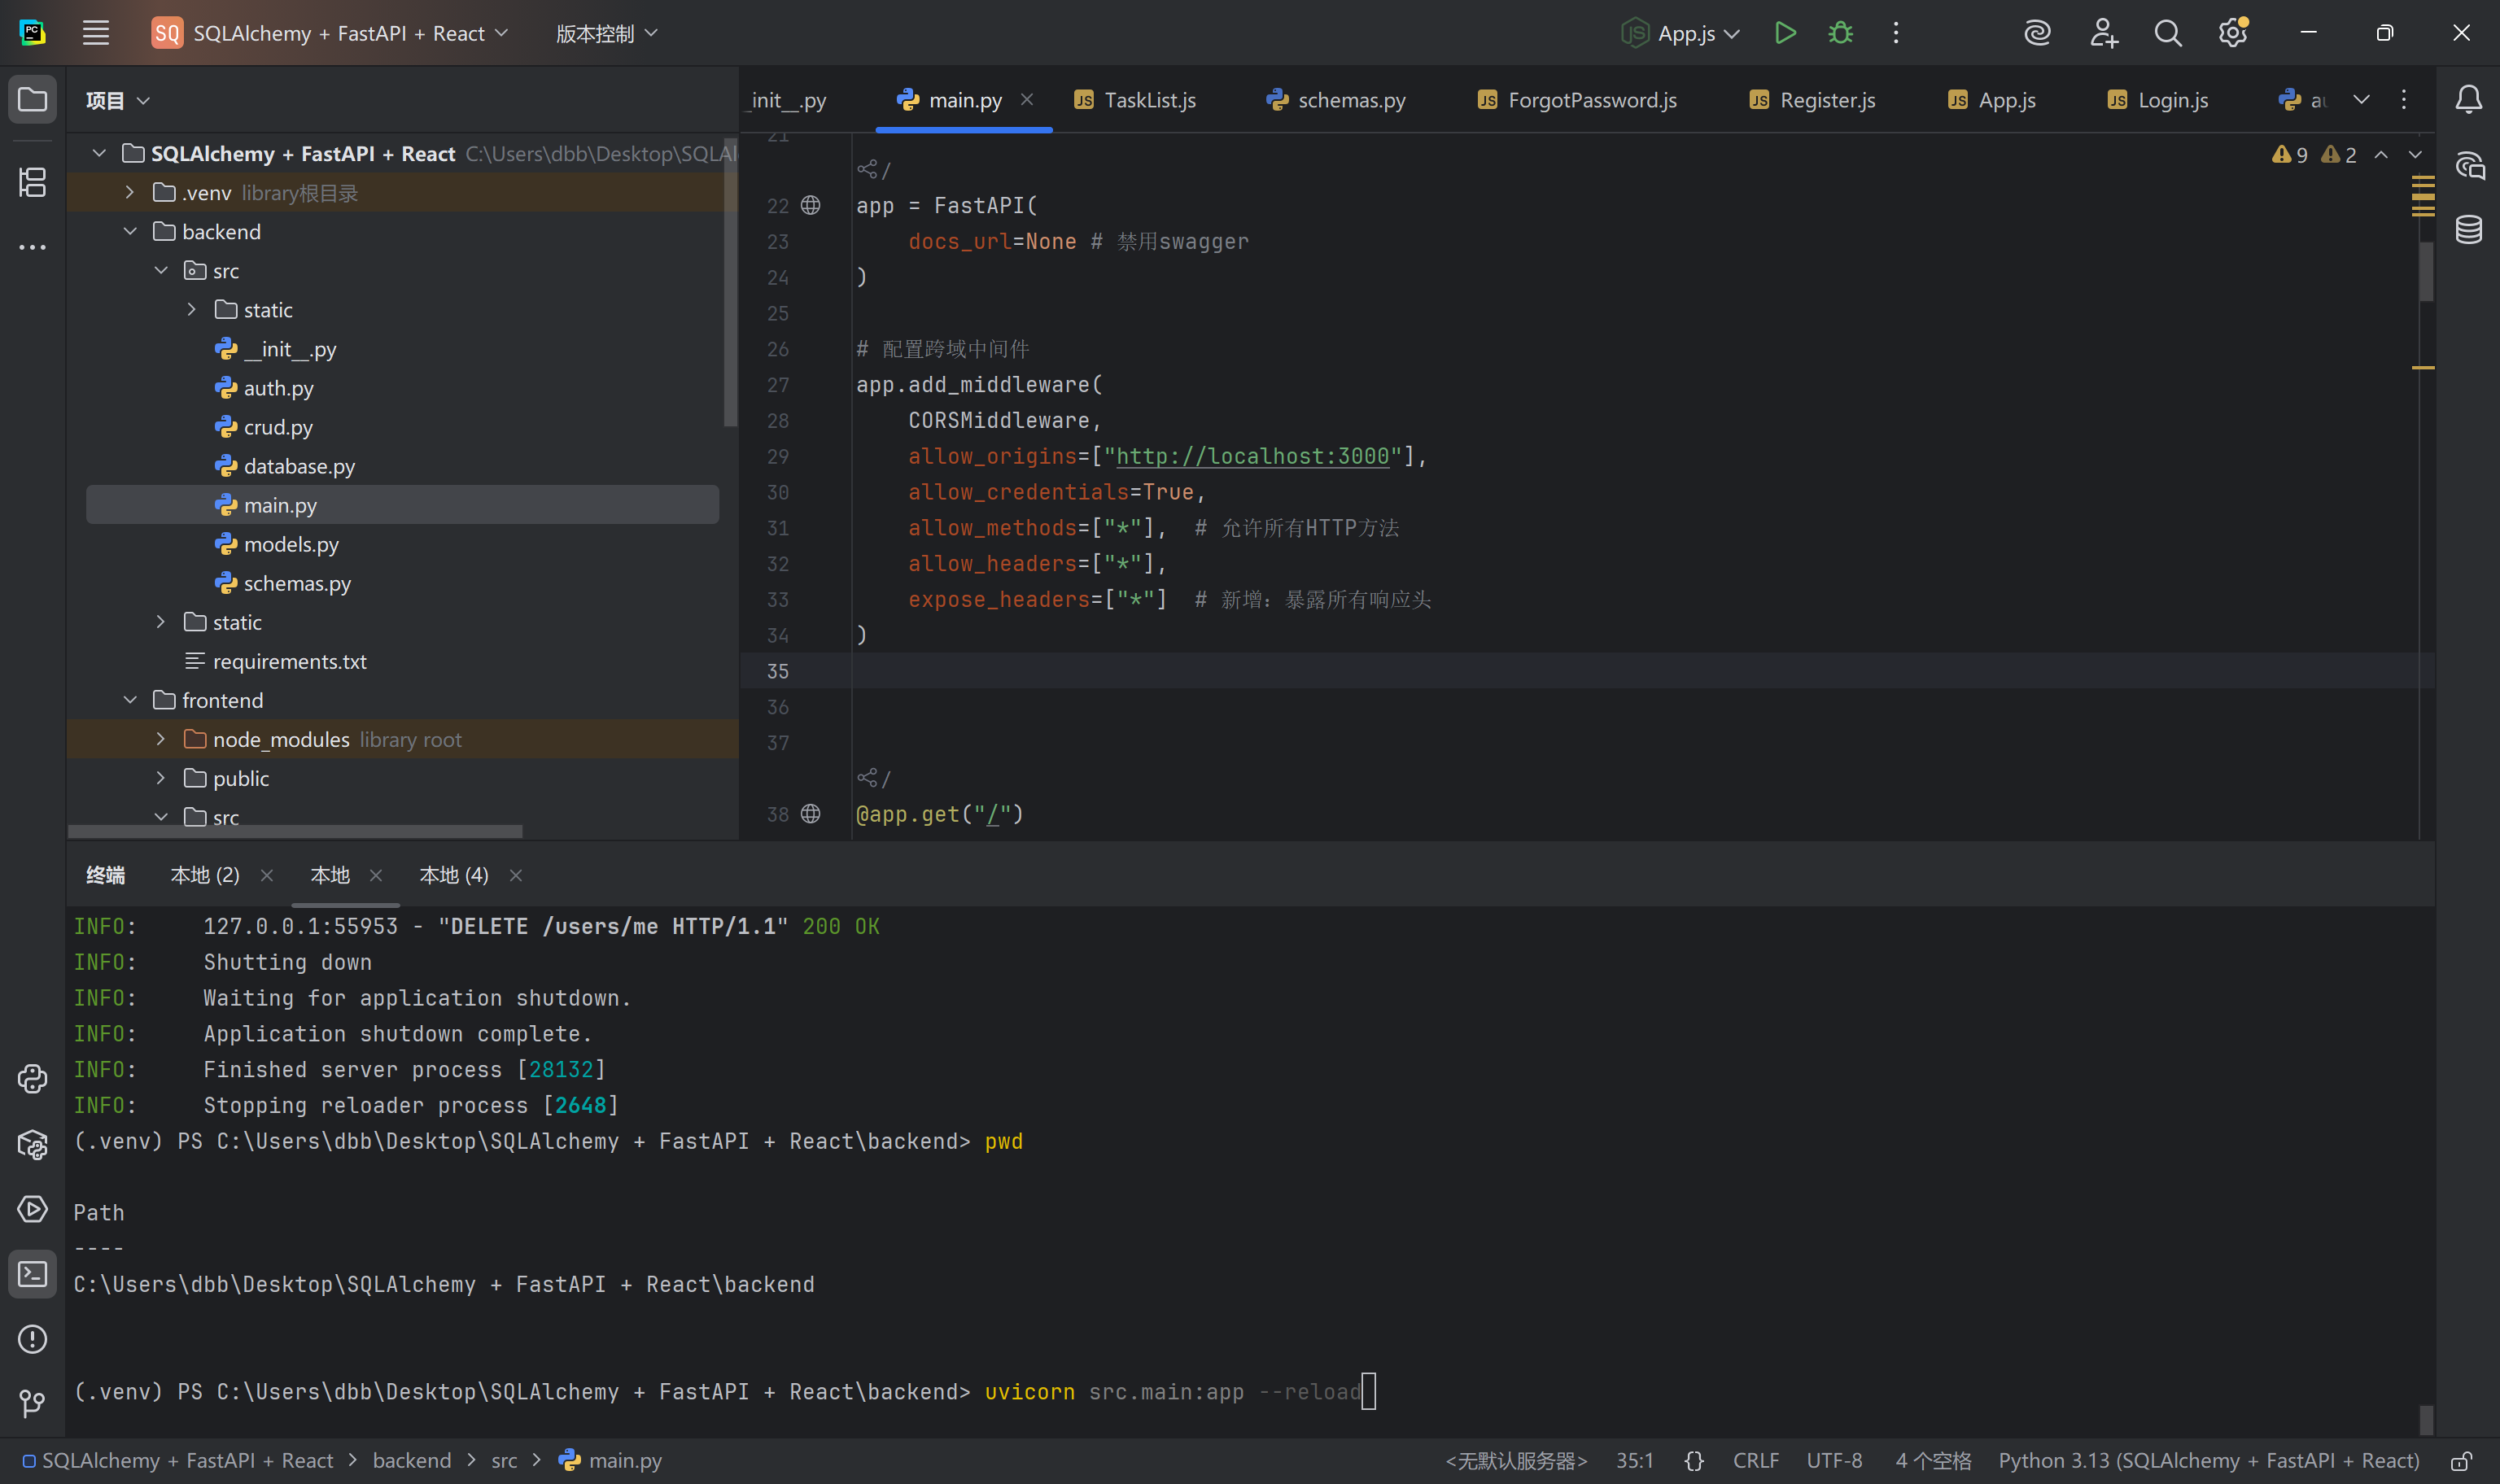 PC
SQ SQLAlchemy + FastAPI + React
版本控制
JS App.js
项目
SQLAlchemy + FastAPI + React C:\Users\dbb\Desktop\SQLAl
.venv library根目录
backend
src
static
__init__.py
auth.py
crud.py
database.py
main.py
models.py
schemas.py
static
requirements.txt
frontend
node_modules library root
public
src
_init__.py
main.py
JS TaskList.js
schemas.py
JS ForgotPassword.js
JS Register.js
JS App.js
JS Login.js
9 2
21
/
22 app = FastAPI(
23 docs_url=None # 禁用swagger
24 )
25
26 # 配置跨域中间件
27 app.add_middleware(
28 CORSMiddleware,
29 allow_origins=["http://localhost:3000"],
30 allow_credentials=True,
31 allow_methods=["*"], # 允许所有HTTP方法
32 allow_headers=["*"],
33 expose_headers=["*"] # 新增：暴露所有响应头
34 )
35
36
37
/
38 @app.get("/")
终端 本地 (2) 本地 本地 (4)
INFO: 127.0.0.1:55953 - "DELETE /users/me HTTP/1.1" 200 OK
INFO: Shutting down
INFO: Waiting for application shutdown.
INFO: Application shutdown complete.
INFO: Finished server process [28132]
INFO: Stopping reloader process [2648]
(.venv) PS C:\Users\dbb\Desktop\SQLAlchemy + FastAPI + React\backend> pwd
Path
----
C:\Users\dbb\Desktop\SQLAlchemy + FastAPI + React\backend
(.venv) PS C:\Users\dbb\Desktop\SQLAlchemy + FastAPI + React\backend> uvicorn src.main:app --reload
SQLAlchemy + FastAPI + React > backend > src > main.py
<无默认服务器> 35:1 {} CRLF UTF-8 4 个空格 Python 3.13 (SQLAlchemy + FastAPI + React)